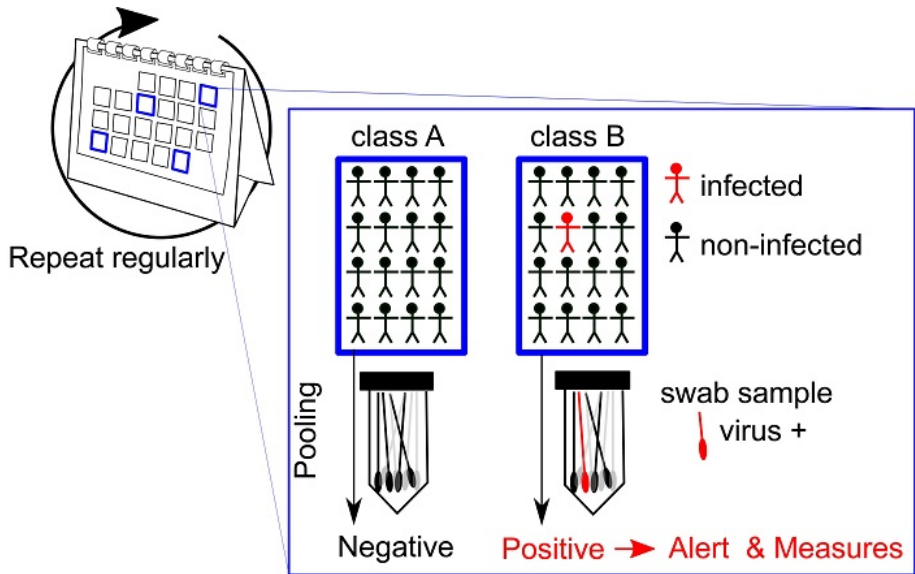 Repeat regularly
class A
class B
infected
non-infected
Pooling
swab sample
virus +
Negative
Positive
Alert & Measures